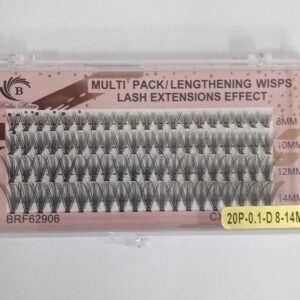 B
MULTI PACK/LENGTHENING WISPS
LASH EXTENSIONS EFFECT
8MM
10MM
12MM
14MM
BRF62906
20P-0.1-D 8-14M